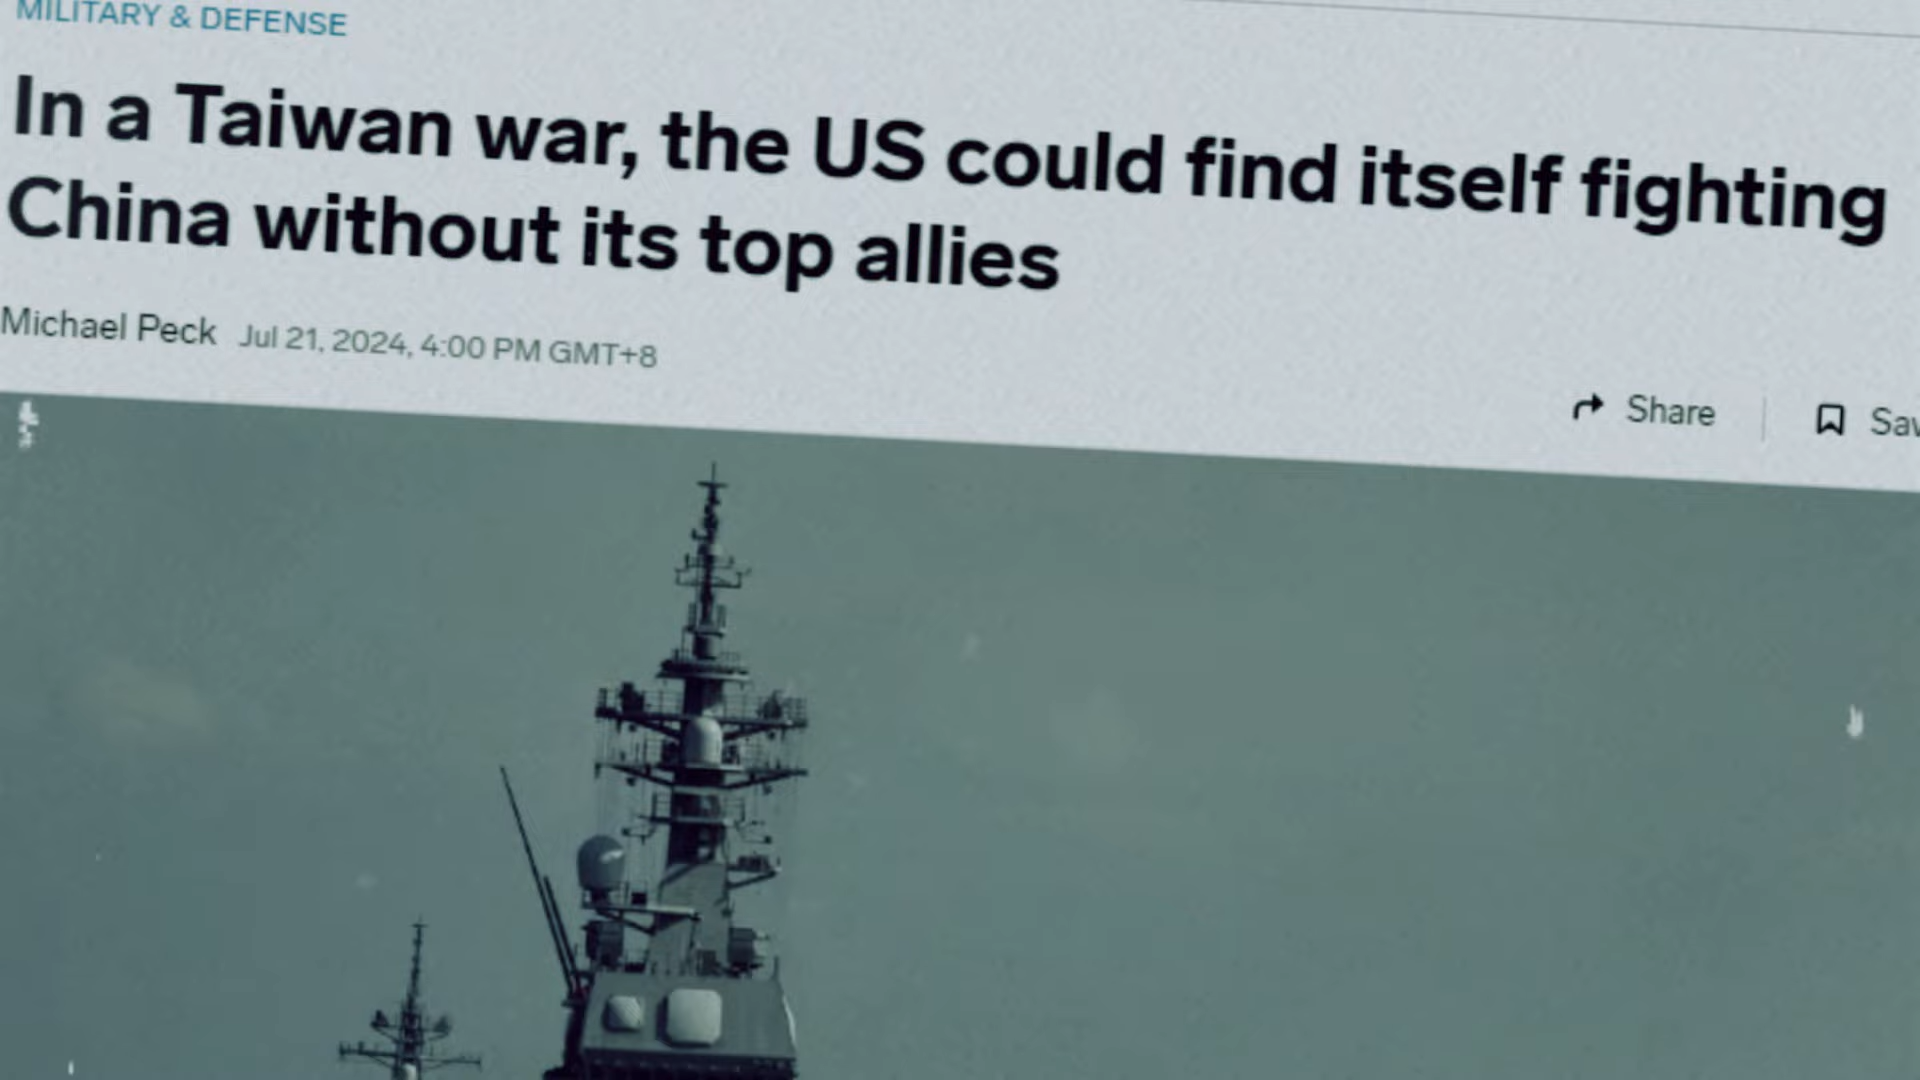 MILITARY & DEFENSE
In a Taiwan war, the US could find itself fighting
China without its top allies
Michael Peck Jul 21, 2024, 4:00 PM GMT+8
Share